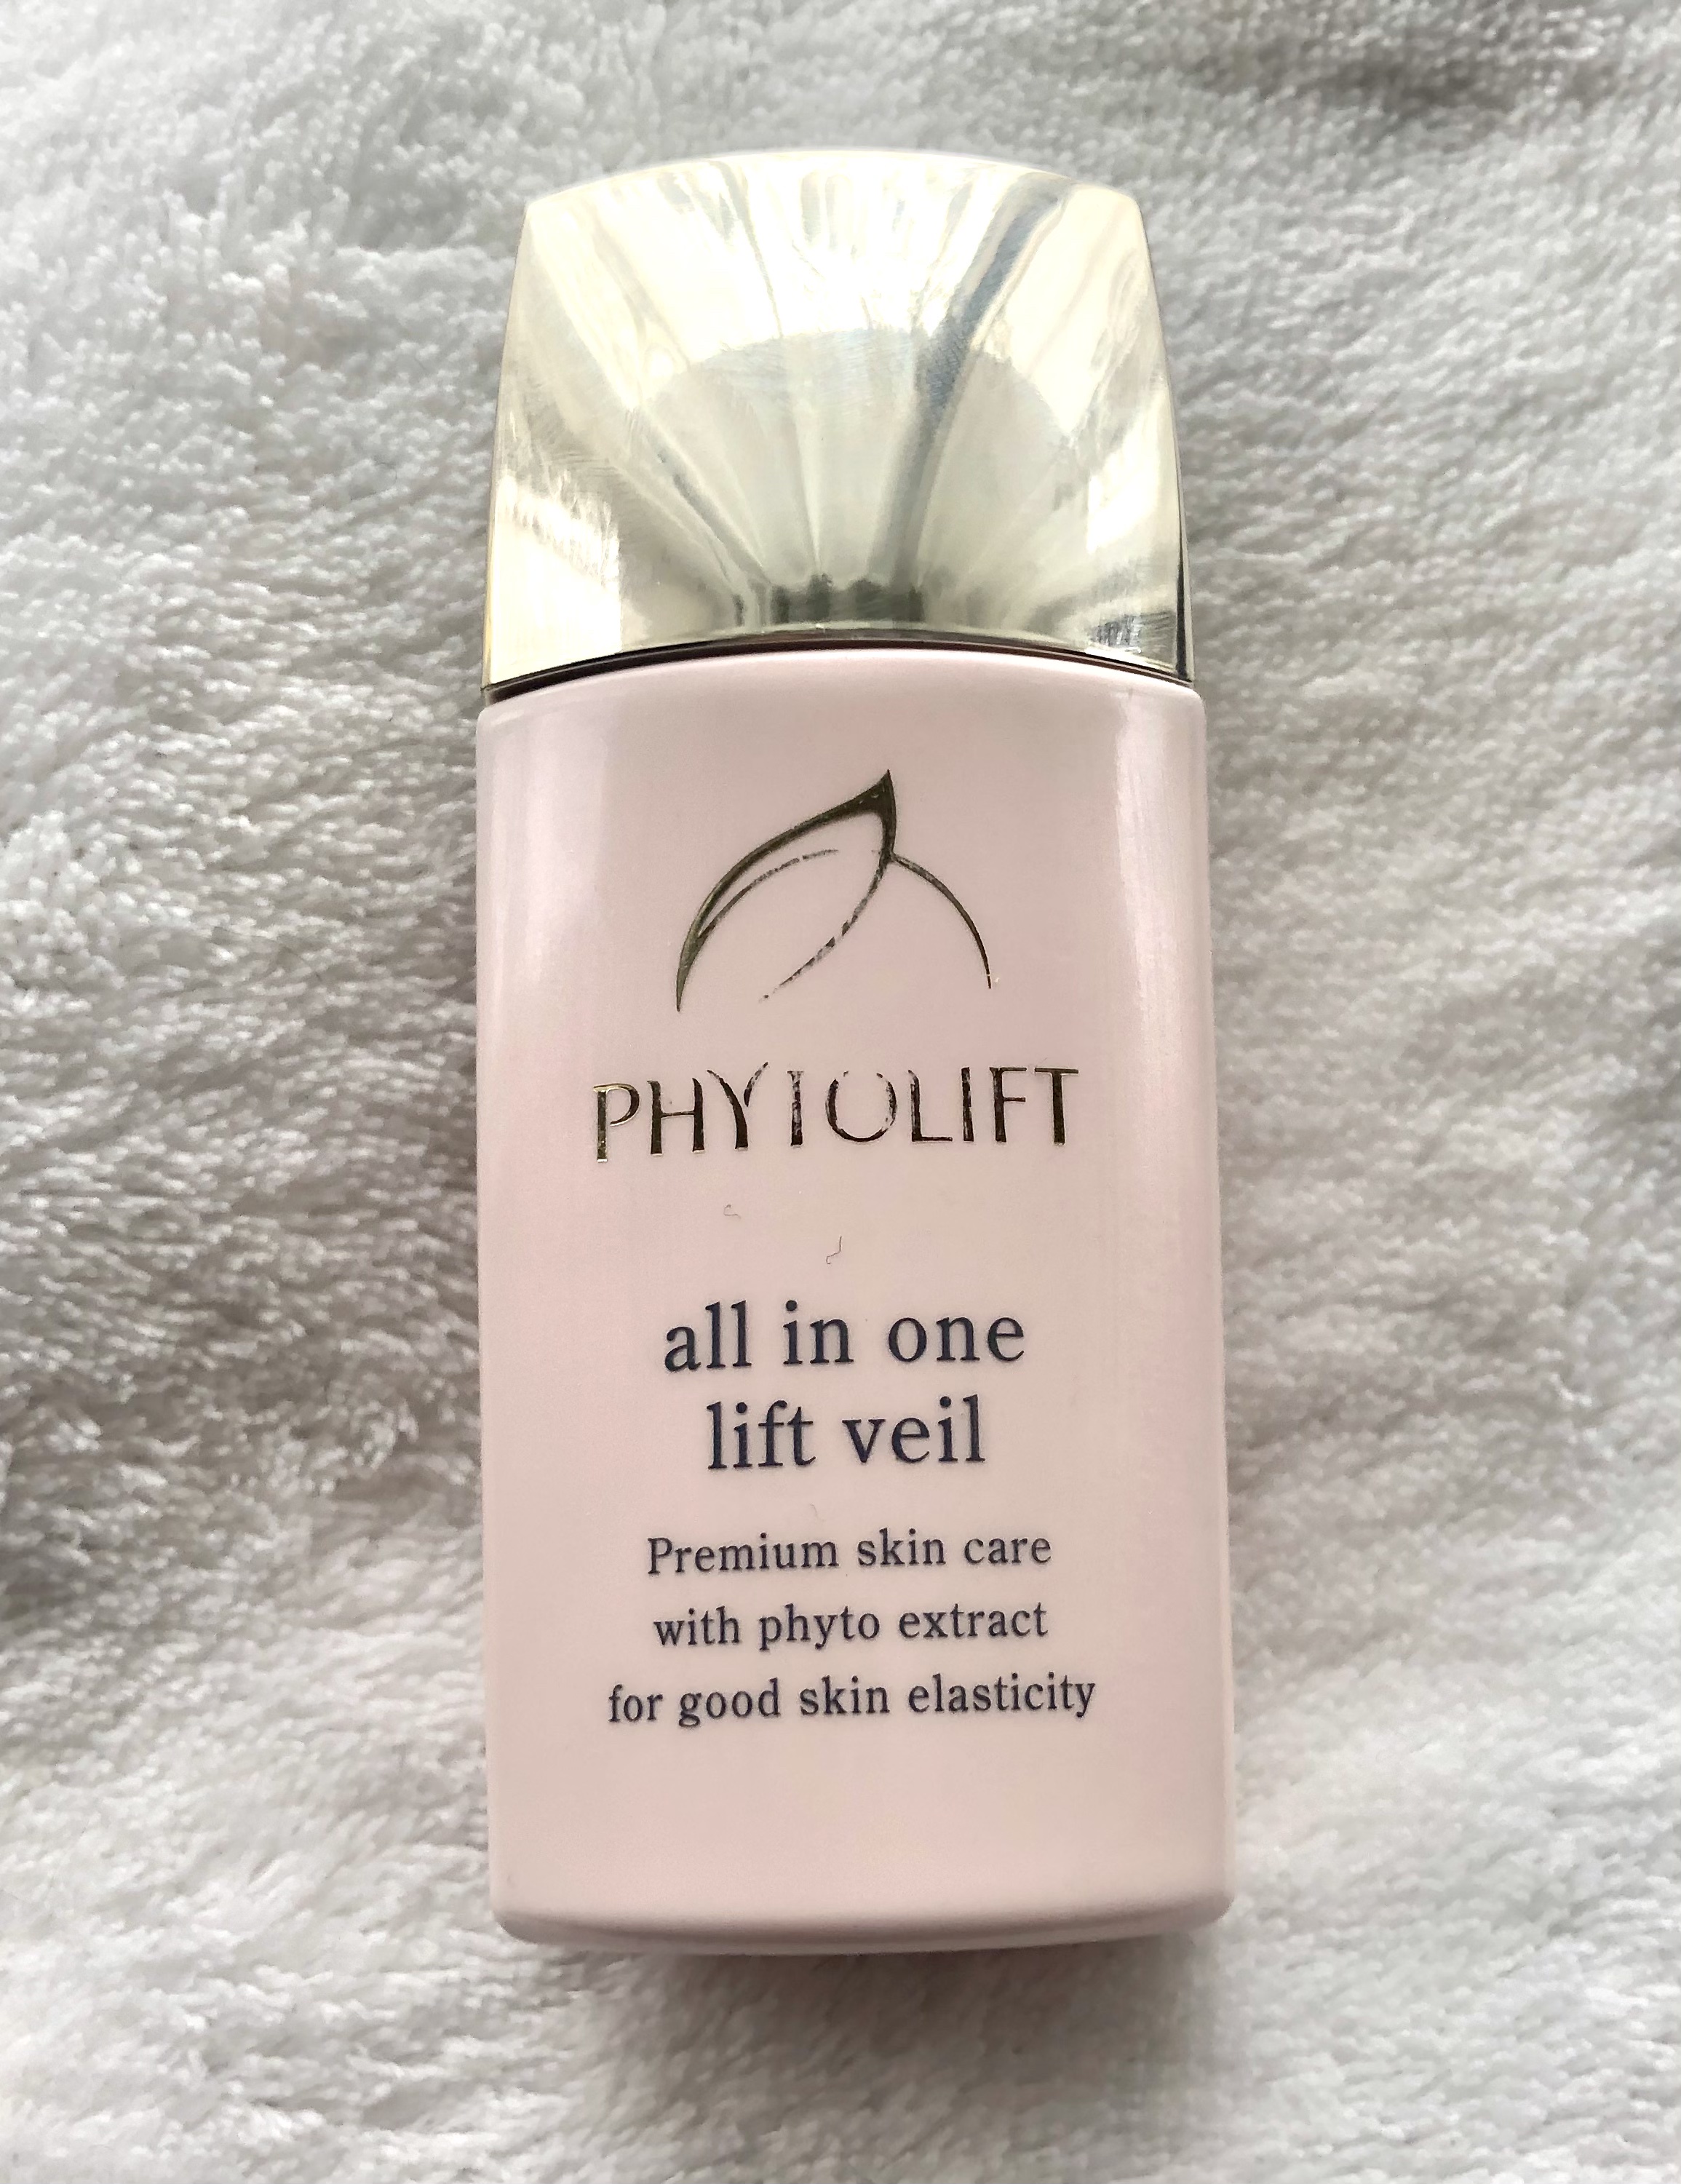 PHYTOLIFT
all in one
lift veil
Premium skin care
with phyto extract
for good skin elasticity